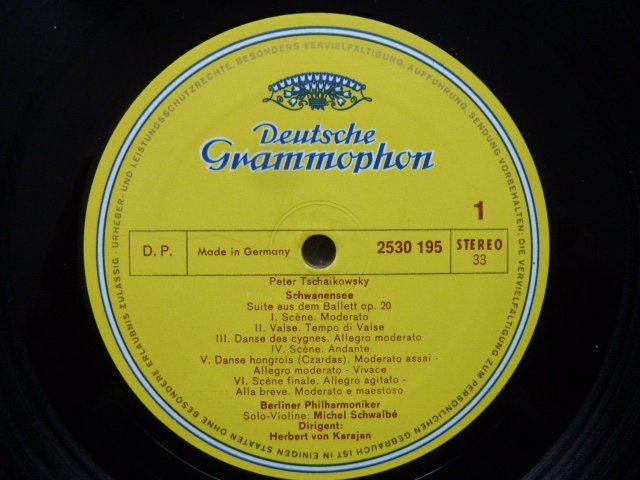 URHEBER- UND LEISTUNGSSCHUTZRECHTE, BESONDERS VERVIELFÄLTIGUNG, AUFFÜHRUNG, SENDUNG VORBEHALTEN: DIE VERVIELFÄLTIGUNG ZUM PERSÖNLICHEN GEBRAUCH IST IN EINIGEN STAATEN OHNE BESONDERE ERLAUBNIS ZULÄSSIG
Deutsche
Grammophon
1
D. P. Made in Germany 2530 195 STEREO
33
Peter Tschaikowsky
Schwanensee
Suite aus dem Ballett op. 20
I. Scène. Moderato
II. Valse. Tempo di Valse
III. Danse des cygnes. Allegro moderato
IV. Scène. Andante
V. Danse hongrois (Czardas). Moderato assai -
Allegro moderato - Vivace
VI. Scène finale. Allegro agitato -
Alla breve. Moderato e maestoso
Berliner Philharmoniker
Solo-Violine: Michel Schwalbé
Dirigent:
Herbert von Karajan